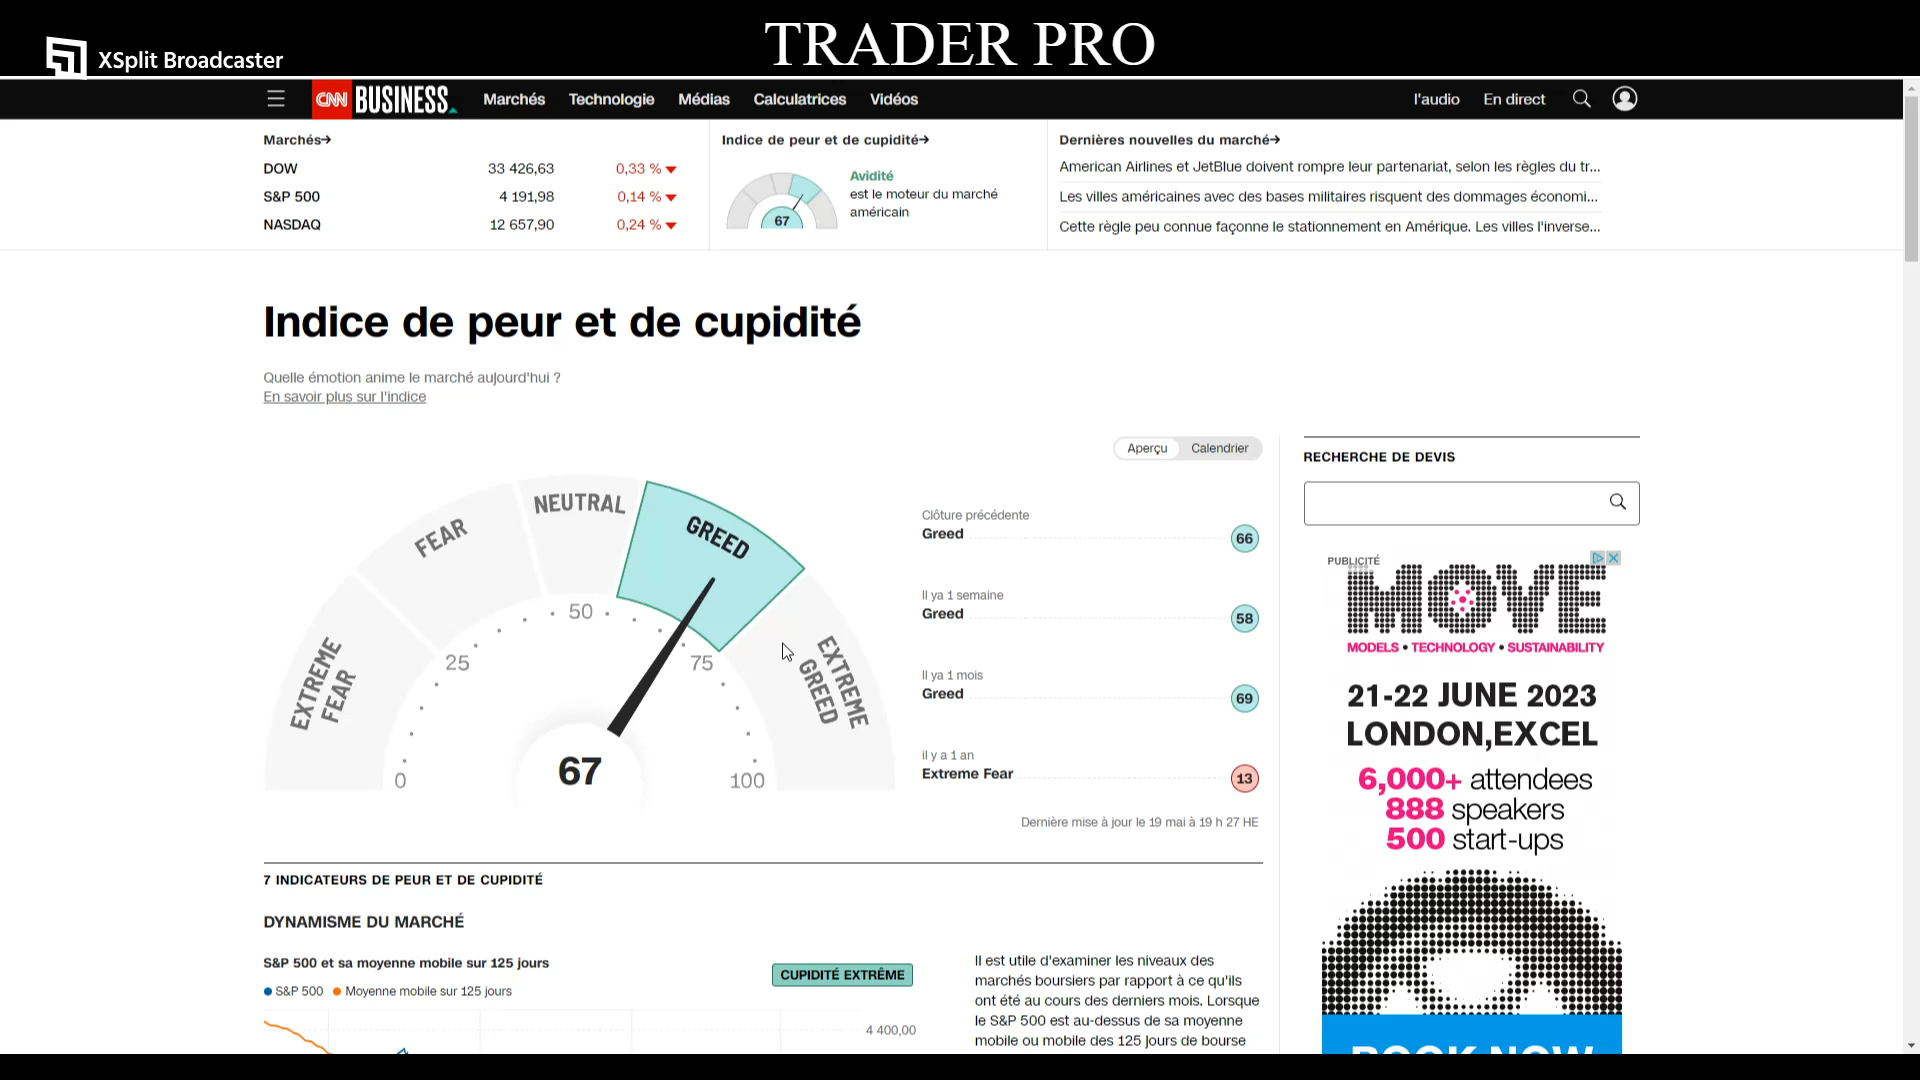 TRADER PRO
XSplit Broadcaster
CNN BUSINESS
Marchés
Technologie
Médias
Calculatrices
Vidéos
l'audio
En direct
Marchés→
DOW 33 426,63 0,33 %
S&P 500 4 191,98 0,14 %
NASDAQ 12 657,90 0,24 %
Indice de peur et de cupidité→
67
Avidité
est le moteur du marché
américain
Dernières nouvelles du marché→
American Airlines et JetBlue doivent rompre leur partenariat, selon les règles du tr...
Les villes américaines avec des bases militaires risquent des dommages économi...
Cette règle peu connue façonne le stationnement en Amérique. Les villes l'inverse...
Indice de peur et de cupidité
Quelle émotion anime le marché aujourd'hui ?
En savoir plus sur l'indice
Aperçu
Calendrier
EXTREME
FEAR
FEAR
NEUTRAL
GREED
EXTREME
GREED
0
25
50
75
100
67
Clôture précédente
Greed
66
Il ya 1 semaine
Greed
58
Il ya 1 mois
Greed
69
il y a 1 an
Extreme Fear
13
Dernière mise à jour le 19 mai à 19 h 27 HE
RECHERCHE DE DEVIS
PUBLICITÉ
MOVE
MODELS • TECHNOLOGY • SUSTAINABILITY
21-22 JUNE 2023
LONDON,EXCEL
6,000+ attendees
888 speakers
500 start-ups
BOOK NOW
7 INDICATEURS DE PEUR ET DE CUPIDITÉ
DYNAMISME DU MARCHÉ
S&P 500 et sa moyenne mobile sur 125 jours
S&P 500
Moyenne mobile sur 125 jours
CUPIDITÉ EXTRÊME
4 400,00
Il est utile d'examiner les niveaux des
marchés boursiers par rapport à ce qu'ils
ont été au cours des derniers mois. Lorsque
le S&P 500 est au-dessus de sa moyenne
mobile ou mobile des 125 jours de bourse